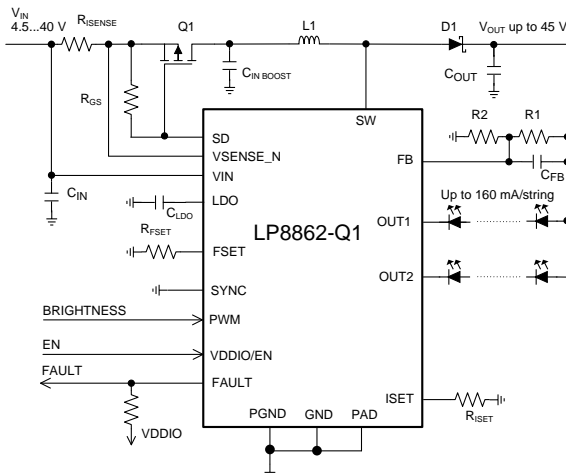 VIN
4.5...40 V
RISENSE
Q1
L1
D1
VOUT up to 45 V
CIN BOOST
COUT
RGS
SW
R2
R1
SD
VSENSE_N
FB
CFB
VIN
CIN
LDO
CLDO
Up to 160 mA/string
RFSET
LP8862-Q1
OUT1
FSET
OUT2
SYNC
BRIGHTNESS
PWM
EN
VDDIO/EN
FAULT
FAULT
ISET
RISET
VDDIO
PGND
GND
PAD